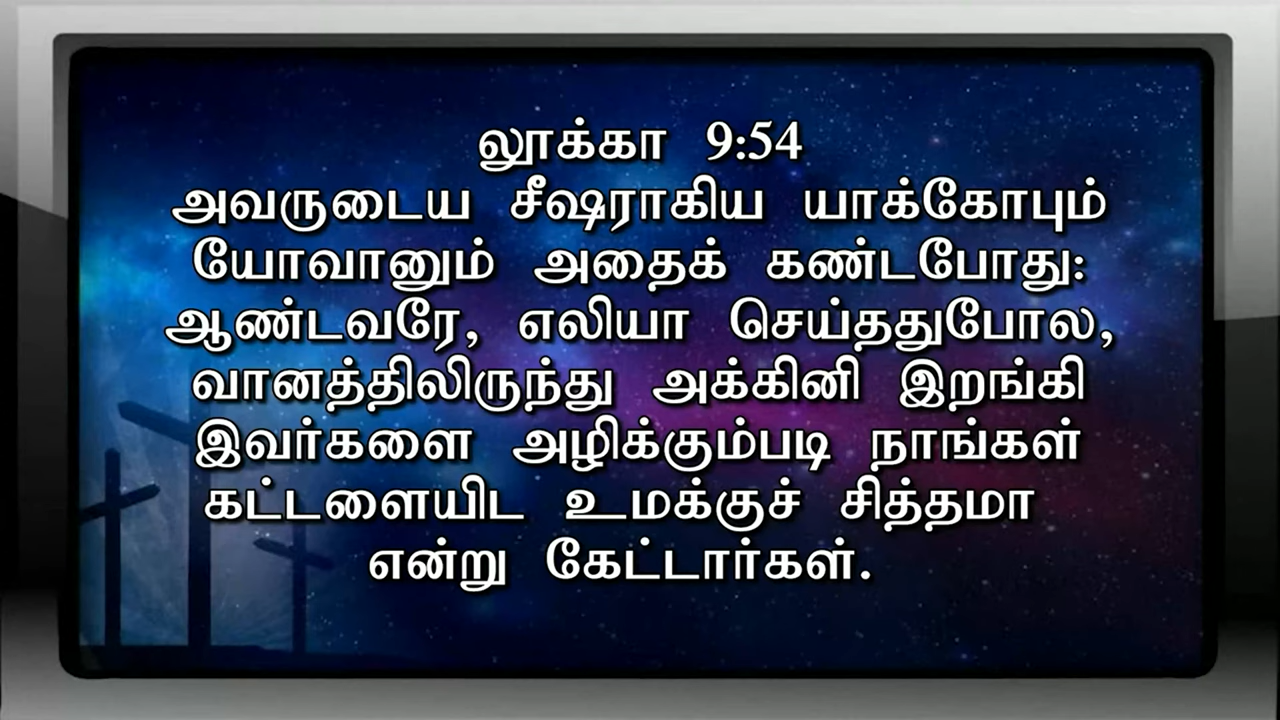 லூக்கா 9:54
அவருடைய சீஷராகிய யாக்கோபும்
யோவானும் அதைக் கண்டபோது:
ஆண்டவரே, எலியா செய்ததுபோல,
வானத்திலிருந்து அக்கினி இறங்கி
இவர்களை அழிக்கும்படி நாங்கள்
கட்டளையிட உமக்குச் சித்தமா
என்று கேட்டார்கள்.